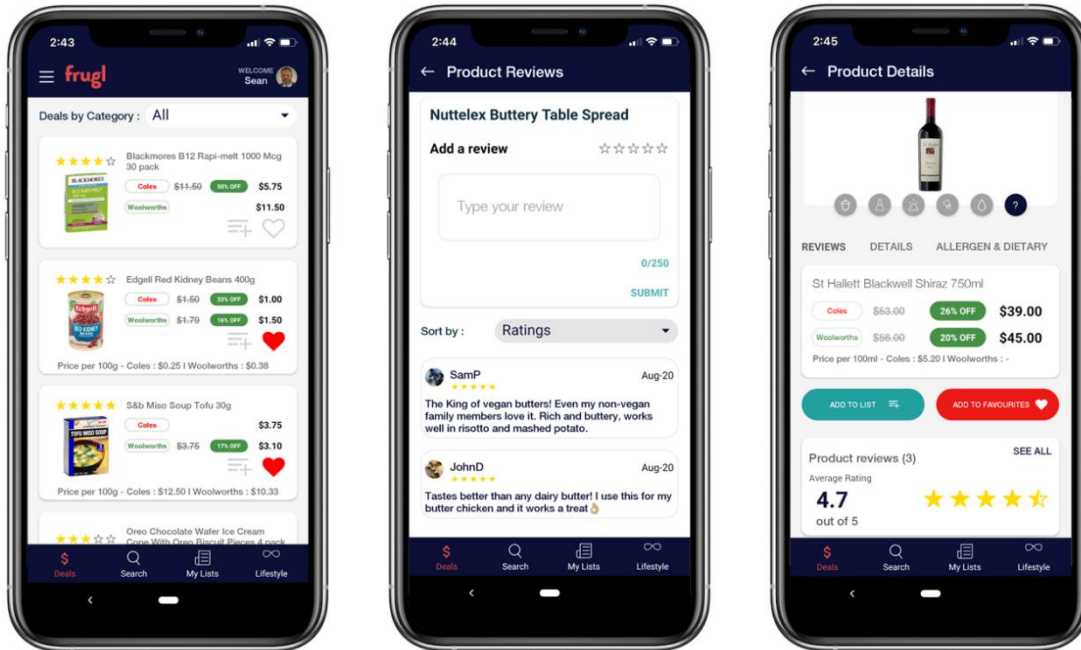 2:43
frugl
WELCOME
Sean
Deals by Category : All
Blackmores B12 Rapi-melt 1000 Mcg
30 pack
BLACKMORES
Coles $11.50 50% OFF $5.75
Woolworths $11.50
Edgell Red Kidney Beans 400g
Edgell
RED KIDNEY
BEANS
Coles $1.50 33% OFF $1.00
Woolworths $1.79 16% OFF $1.50
Price per 100g - Coles : $0.25 I Woolworths : $0.38
S&b Miso Soup Tofu 30g
TOFU MISO SOUP
Coles $3.75
Woolworths $3.75 17% OFF $3.10
Price per 100g - Coles : $12.50 I Woolworths : $10.33
Oreo Chocolate Wafer Ice Cream
Cone With Oreo Biscuit Pieces 4 pack
$
Deals Search My Lists Lifestyle
2:44
← Product Reviews
Nuttelex Buttery Table Spread
Add a review
Type your review
0/250
SUBMIT
Sort by : Ratings
SamP Aug-20
The King of vegan butters! Even my non-vegan
family members love it. Rich and buttery, works
well in risotto and mashed potato.
JohnD Aug-20
Tastes better than any dairy butter! I use this for my
butter chicken and it works a treat👌🏼
$
Deals Search My Lists Lifestyle
2:45
← Product Details
?
REVIEWS DETAILS ALLERGEN & DIETARY
St Hallett Blackwell Shiraz 750ml
Coles $53.00 26% OFF $39.00
Woolworths $56.00 20% OFF $45.00
Price per 100ml - Coles : $5.20 I Woolworths : -
ADD TO LIST
ADD TO FAVOURITES
Product reviews (3) SEE ALL
Average Rating
4.7
out of 5
$
Deals Search My Lists Lifestyle